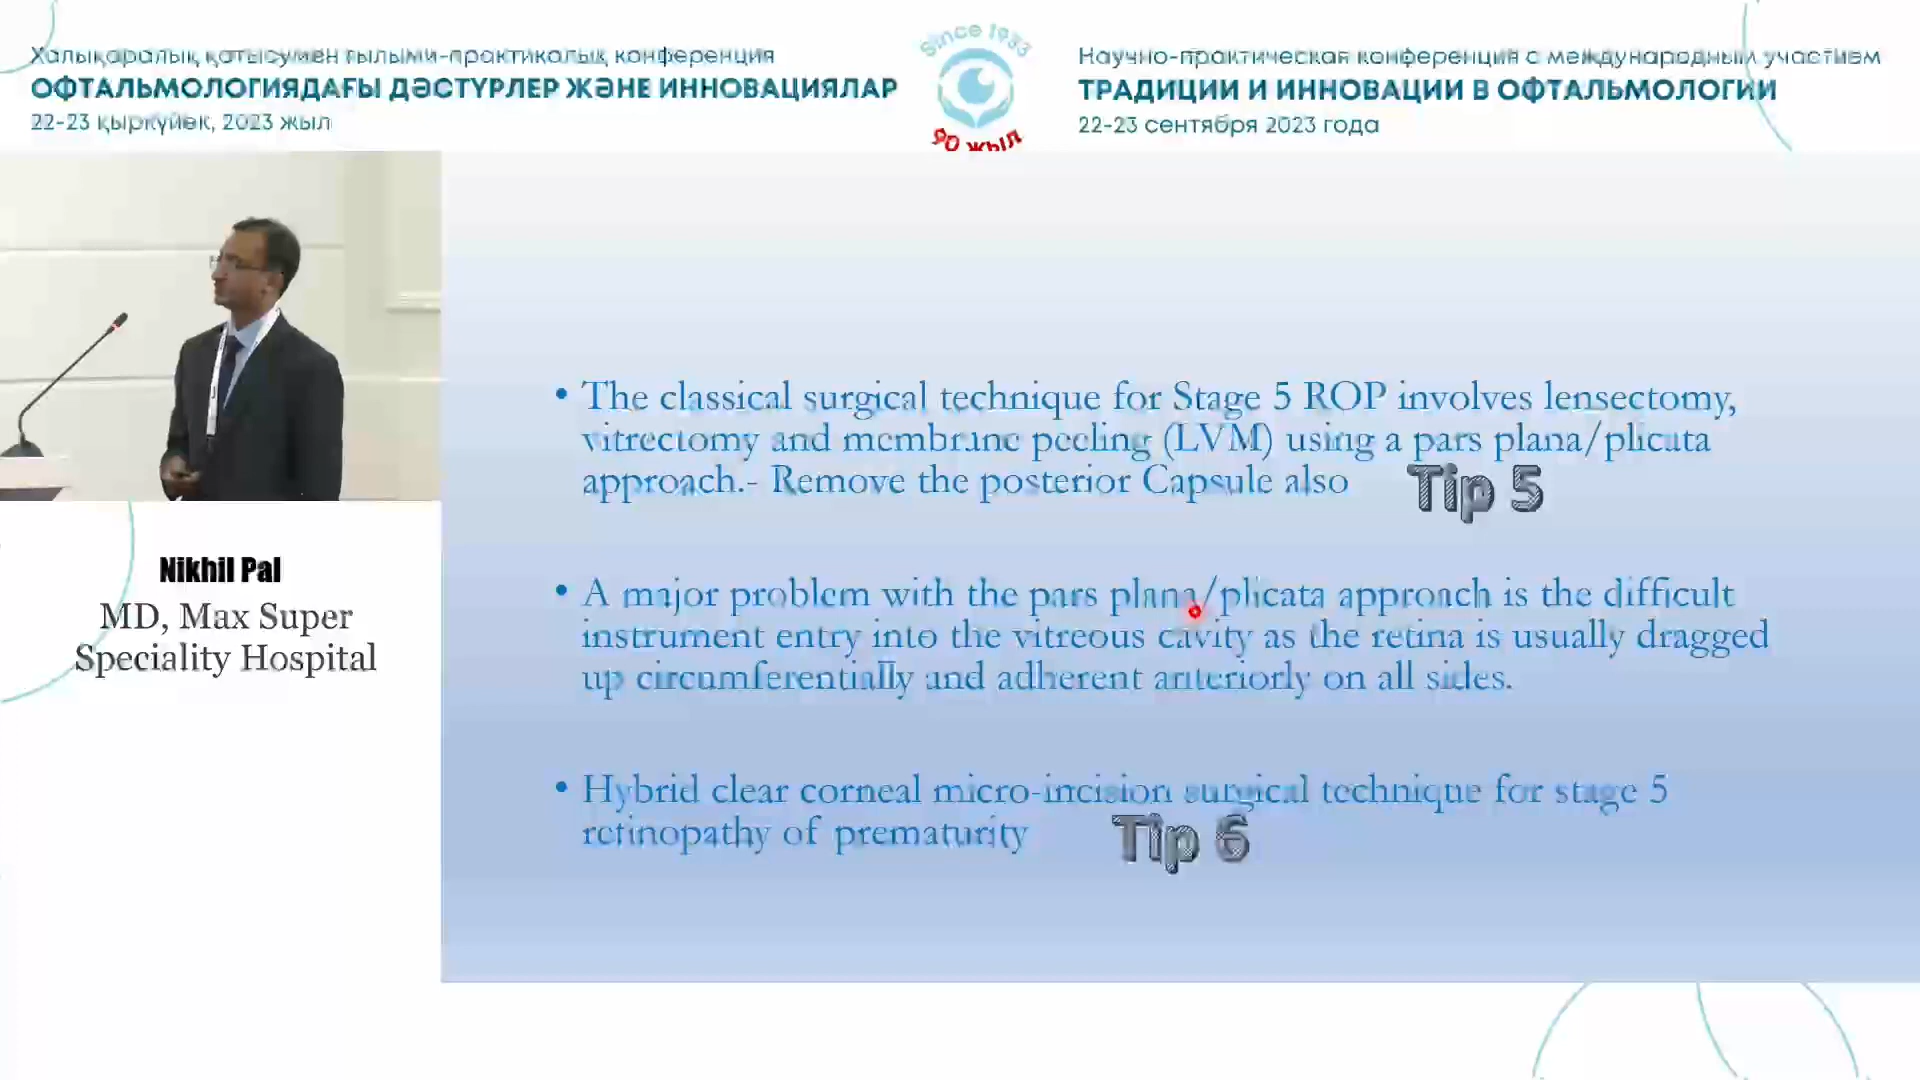 Халықаралық қатысумен ғылыми-практикалық конференция
ОФТАЛЬМОЛОГИЯДАҒЫ ДӘСТҮРЛЕР ЖӘНЕ ИННОВАЦИЯЛАР
22-23 қыркүйек, 2023 жыл
Since 1933
90 жыл
Научно-практическая конференция с международным участием
ТРАДИЦИИ И ИННОВАЦИИ В ОФТАЛЬМОЛОГИИ
22-23 сентября 2023 года
Nikhil Pal
MD, Max Super
Speciality Hospital
• The classical surgical technique for Stage 5 ROP involves lensectomy,
vitrectomy and membrane peeling (LVM) using a pars plana/plicata
approach.- Remove the posterior Capsule also
Tip 5
• A major problem with the pars plana/plicata approach is the difficult
instrument entry into the vitreous cavity as the retina is usually dragged
up circumferentially and adherent anteriorly on all sides.
• Hybrid clear corneal micro-incision surgical technique for stage 5
retinopathy of prematurity
Tip 6